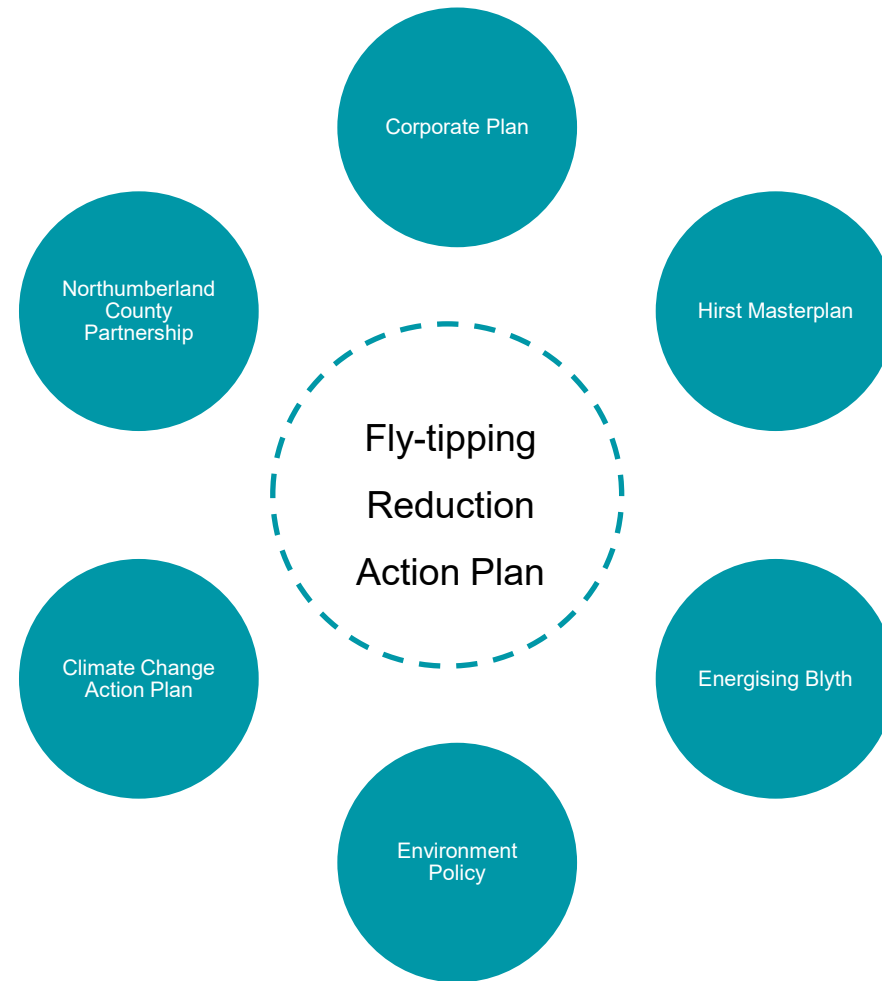 Corporate Plan
Northumberland
County
Partnership
Hirst Masterplan
Fly-tipping
Reduction
Action Plan
Climate Change
Action Plan
Energising Blyth
Environment
Policy